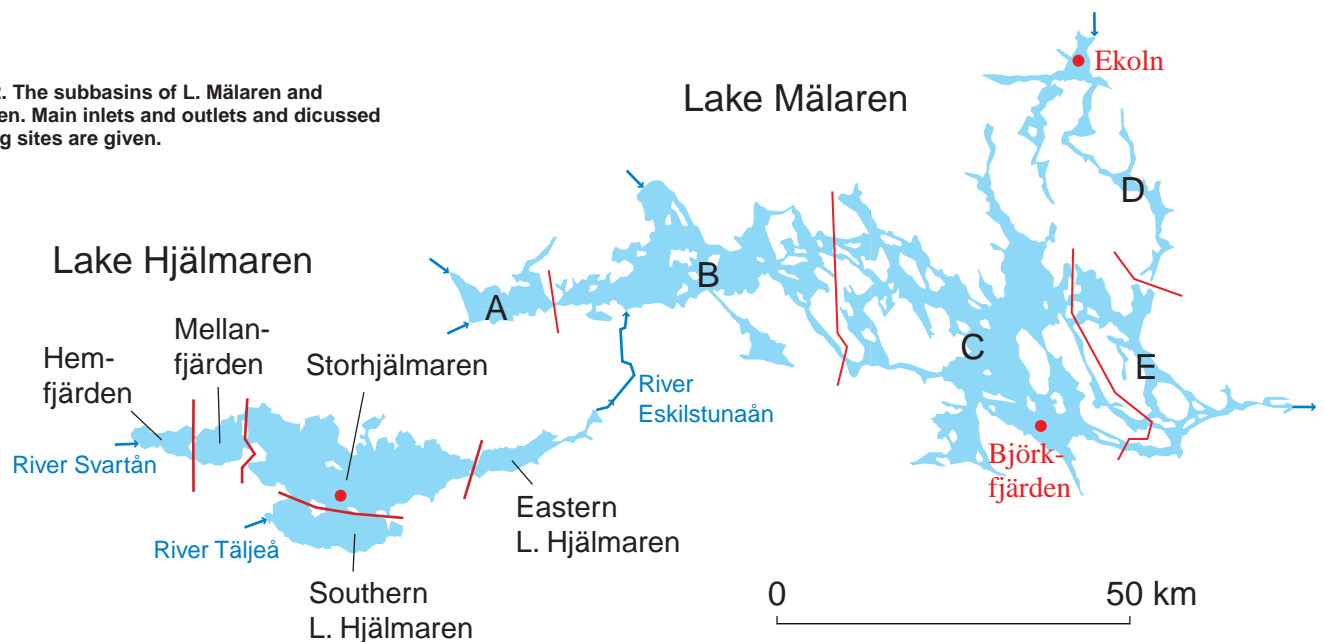 . The subbasins of L. Mälaren and
en. Main inlets and outlets and dicussed
g sites are given.
Lake Mälaren
Ekoln
D
Lake Hjälmaren
A
B
C
E
Hem-
fjärden
Mellan-
fjärden
Storhjälmaren
River
Eskilstunaån
River Svartån
River Täljeå
Eastern
L. Hjälmaren
Southern
L. Hjälmaren
Björk-
fjärden
0
50 km